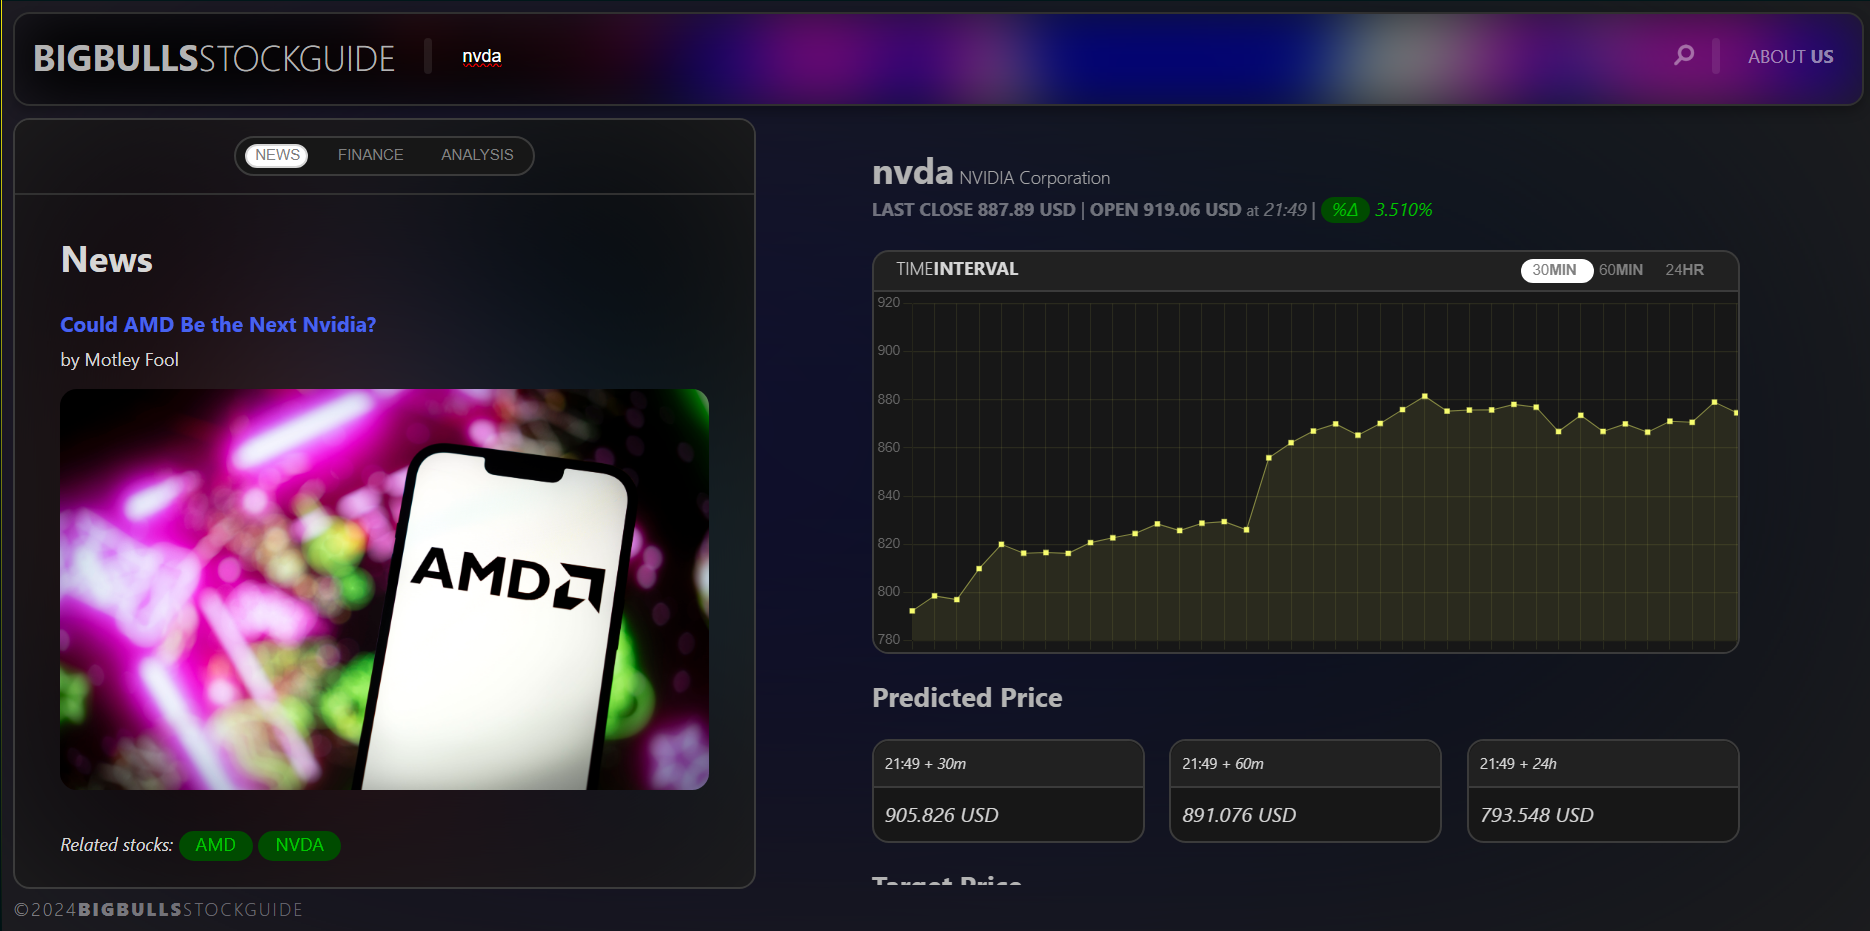 BIGBULLSSTOCKGUIDE
nvda
ABOUT US
NEWS FINANCE ANALYSIS
News
Could AMD Be the Next Nvidia?
by Motley Fool
AMD
Related stocks: AMD NVDA
nvda NVIDIA Corporation
LAST CLOSE 887.89 USD | OPEN 919.06 USD at 21:49 | %Δ 3.510%
TIMEINTERVAL
30MIN 60MIN 24HR
920
900
880
860
840
820
800
780
Predicted Price
21:49 + 30m
905.826 USD
21:49 + 60m
891.076 USD
21:49 + 24h
793.548 USD
Target Price
©2024BIGBULLSSTOCKGUIDE